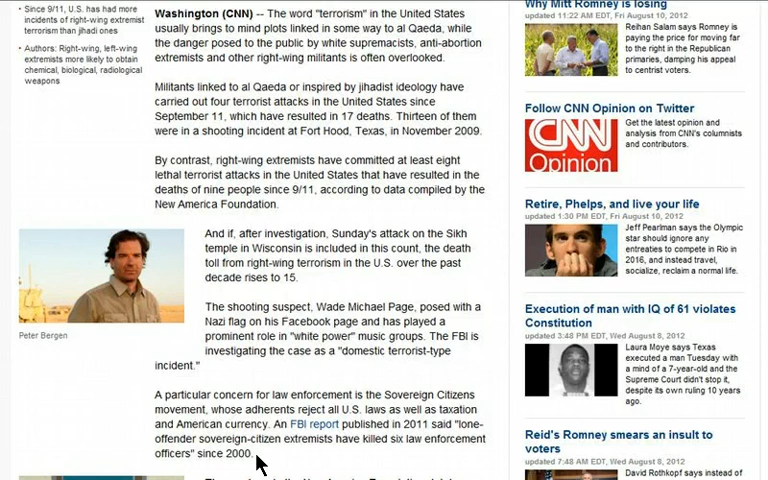 • Since 9/11, U.S. has had more
incidents of right-wing extremist
terrorism than jihadi ones
• Authors: Right-wing, left-wing
extremists more likely to obtain
chemical, biological, radiological
weapons
Washington (CNN) -- The word "terrorism" in the United States
usually brings to mind plots linked in some way to al Qaeda, while
the danger posed to the public by white supremacists, anti-abortion
extremists and other right-wing militants is often overlooked.
Militants linked to al Qaeda or inspired by jihadist ideology have
carried out four terrorist attacks in the United States since
September 11, which have resulted in 17 deaths. Thirteen of them
were in a shooting incident at Fort Hood, Texas, in November 2009.
By contrast, right-wing extremists have committed at least eight
lethal terrorist attacks in the United States that have resulted in the
deaths of nine people since 9/11, according to data compiled by the
New America Foundation.
Peter Bergen
And if, after investigation, Sunday's attack on the Sikh
temple in Wisconsin is included in this count, the death
toll from right-wing terrorism in the U.S. over the past
decade rises to 15.
The shooting suspect, Wade Michael Page, posed with a
Nazi flag on his Facebook page and has played a
prominent role in "white power" music groups. The FBI is
investigating the case as a "domestic terrorist-type
incident."
A particular concern for law enforcement is the Sovereign Citizens
movement, whose adherents reject all U.S. laws as well as taxation
and American currency. An FBI report published in 2011 said "lone-
offender sovereign-citizen extremists have killed six law enforcement
officers" since 2000.
Why Mitt Romney is losing
updated 11:22 AM EDT, Fri August 10, 2012
Reihan Salam says Romney is
paying the price for moving far
to the right in the Republican
primaries, damaging his appeal
to centrist voters.
Follow CNN Opinion on Twitter
CNN
Opinion
Get the latest opinion and
analysis from CNN's columnists
and contributors.
Retire, Phelps, and live your life
updated 1:30 PM EDT, Fri August 10, 2012
Jeff Pearlman says the Olympic
star should ignore any
entreaties to compete in Rio in
2016, and instead travel,
socialize, reclaim a normal life.
Execution of man with IQ of 61 violates
Constitution
updated 3:48 PM EDT, Wed August 8, 2012
Laura Moye says Texas
executed a man Tuesday with
a mind of a 7-year-old and the
Supreme Court didn't stop it,
despite its own ruling 10 years
ago.
Reid's Romney smears an insult to
voters
updated 7:48 AM EDT, Wed August 8, 2012
David Rothkopf says instead of